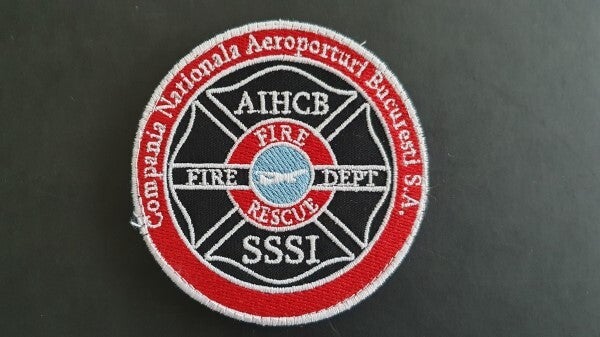 Compania Nationala Aeroporturi Bucuresti S.A.
AIHCB
FIRE
FIRE DEPT
RESCUE
SSSI